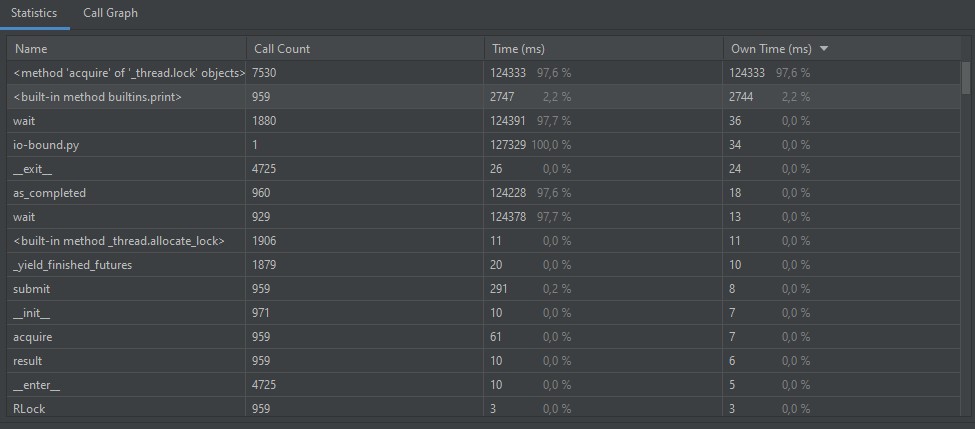 Statistics Call Graph
Name Call Count Time (ms) Own Time (ms)
<method 'acquire' of '_thread.lock' objects> 7530 124333 97,6 % 124333 97,6 %
<built-in method builtins.print> 959 2747 2,2 % 2744 2,2 %
wait 1880 124391 97,7 % 36 0,0 %
io-bound.py 1 127329 100,0 % 34 0,0 %
__exit__ 4725 26 0,0 % 24 0,0 %
as_completed 960 124228 97,6 % 18 0,0 %
wait 929 124378 97,7 % 13 0,0 %
<built-in method _thread.allocate_lock> 1906 11 0,0 % 11 0,0 %
_yield_finished_futures 1879 20 0,0 % 10 0,0 %
submit 959 291 0,2 % 8 0,0 %
__init__ 971 10 0,0 % 7 0,0 %
acquire 959 61 0,0 % 7 0,0 %
result 959 10 0,0 % 6 0,0 %
__enter__ 4725 10 0,0 % 5 0,0 %
RLock 959 3 0,0 % 3 0,0 %